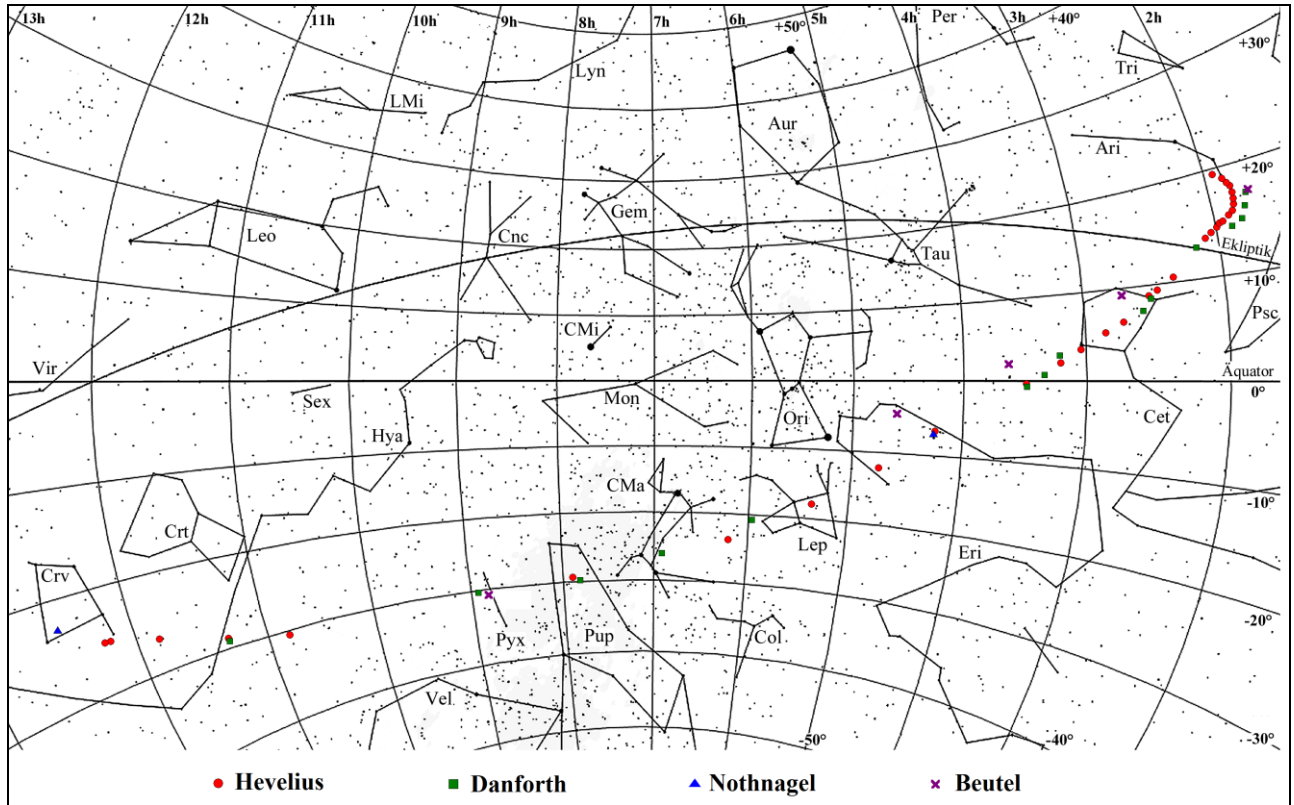 13h 12h 11h 10h 9h 8h 7h 6h +50° 5h 4h Per 3h +40° 2h
+30°
Lyn Tri
LMi
Aur
Ari
+20°
Gem
Leo Cnc
Tau Ekliptik
+10°
Psc
CMi
Vir Äquator
0°
Sex Mon Ori Cet
Hya
CMa -10°
Crt Lep
Eri
Crv
-20°
Pyx Pup Col
Vel
-50° -40° -30°
Hevelius Danforth Nothnagel Beutel